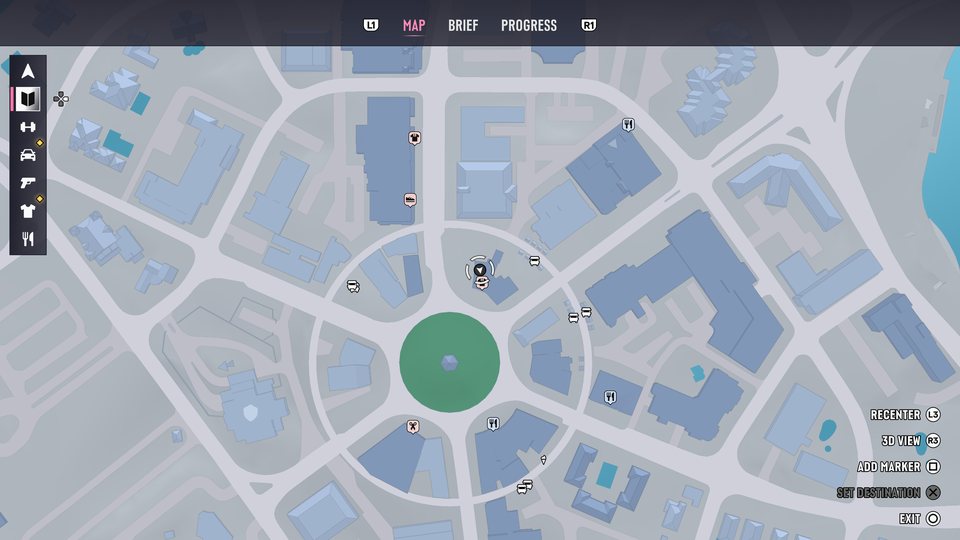 L1 MAP BRIEF PROGRESS R1
RECENTER L3
3D VIEW R3
ADD MARKER
SET DESTINATION
EXIT